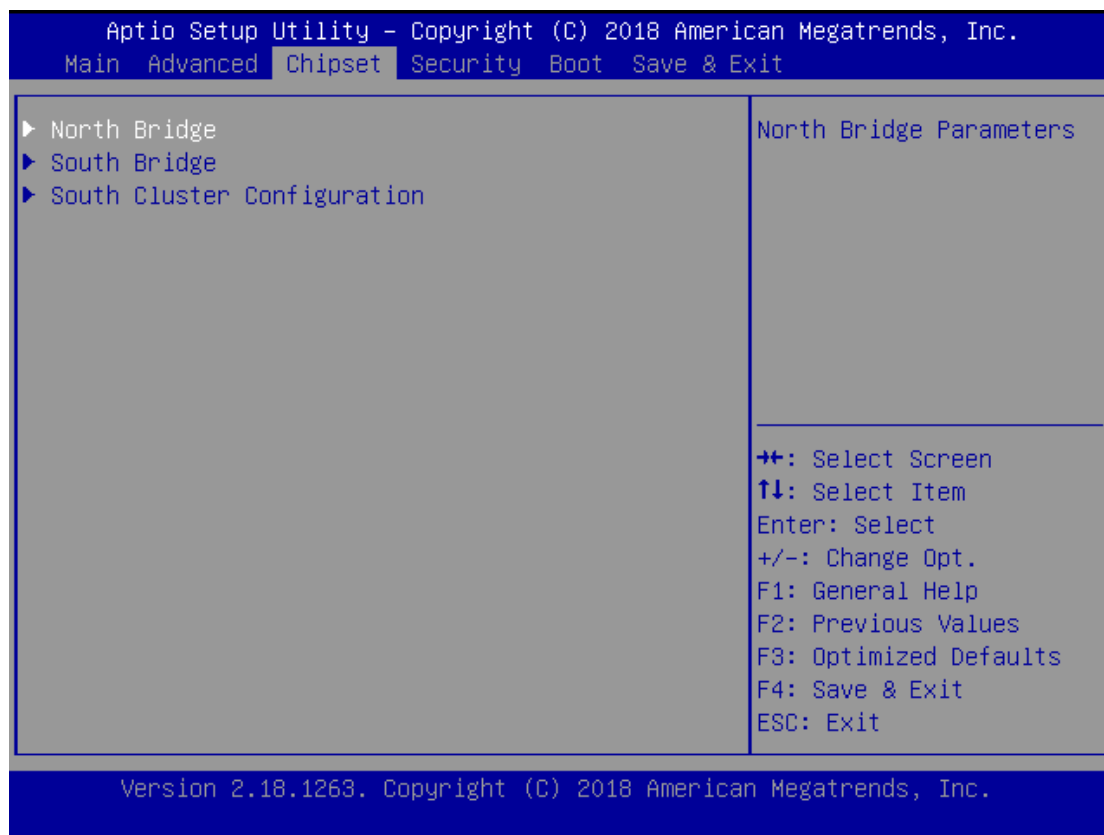 Aptio Setup Utility – Copyright (C) 2018 American Megatrends, Inc.
Main Advanced Chipset Security Boot Save & Exit
▶ North Bridge
▶ South Bridge
▶ South Cluster Configuration
North Bridge Parameters
→←: Select Screen
↑↓: Select Item
Enter: Select
+/-: Change Opt.
F1: General Help
F2: Previous Values
F3: Optimized Defaults
F4: Save & Exit
ESC: Exit
Version 2.18.1263. Copyright (C) 2018 American Megatrends, Inc.